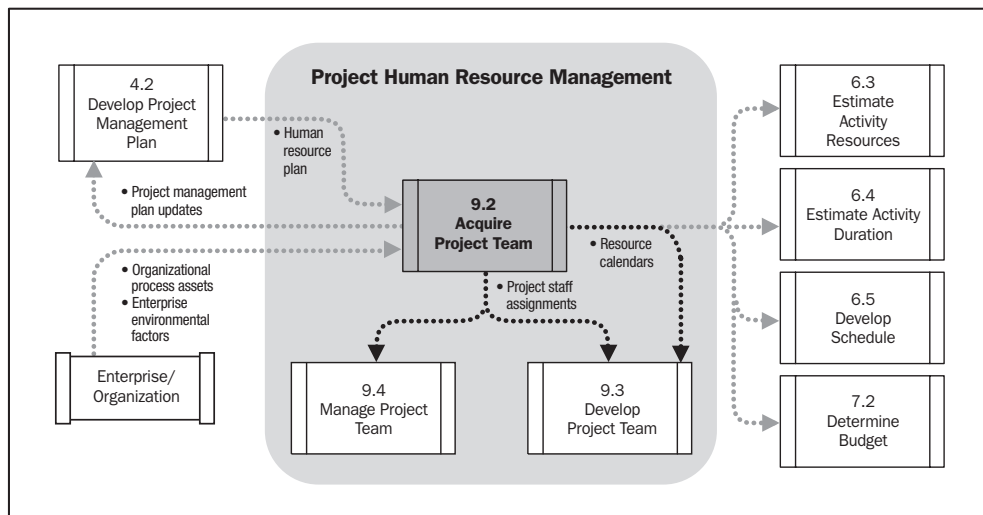 Project Human Resource Management
4.2
Develop Project
Management
Plan
• Human
resource
plan
• Project management
plan updates
9.2
Acquire
Project Team
• Organizational
process assets
• Enterprise
environmental
factors
Enterprise/
Organization
• Resource
calendars
• Project staff
assignments
9.4
Manage Project
Team
9.3
Develop
Project Team
6.3
Estimate
Activity
Resources
6.4
Estimate Activity
Duration
6.5
Develop
Schedule
7.2
Determine
Budget